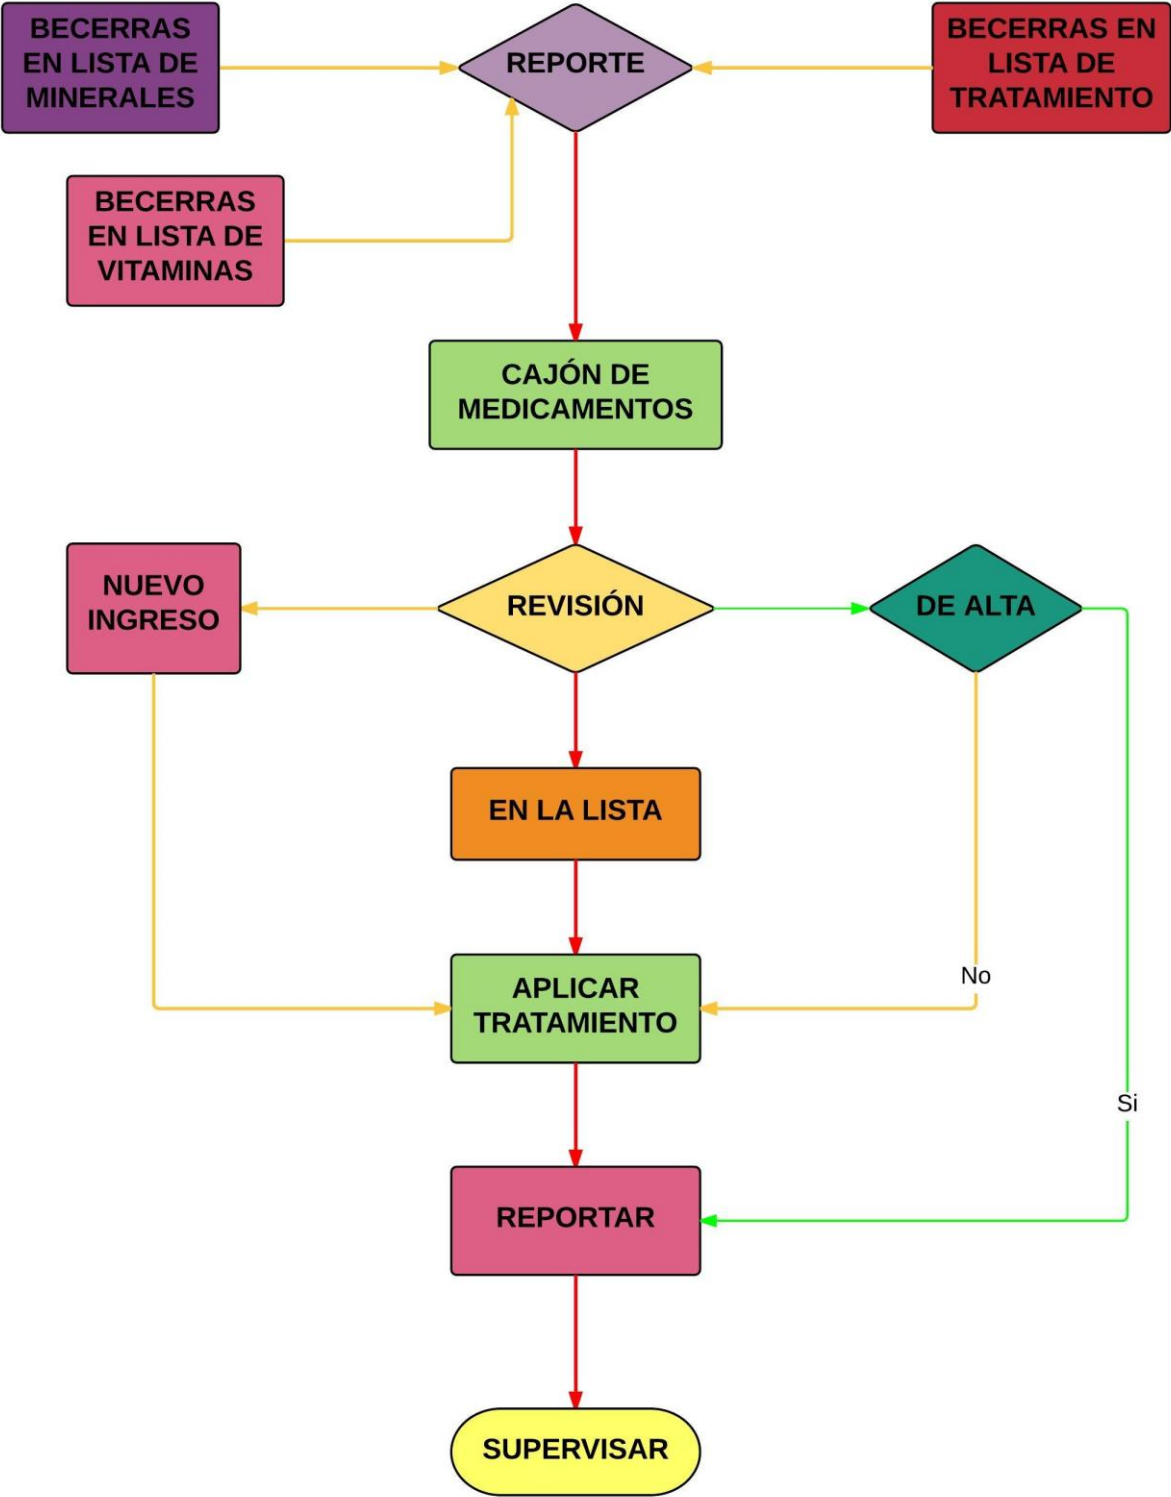 BECERRAS
EN LISTA DE
MINERALES
REPORTE
BECERRAS EN
LISTA DE
TRATAMIENTO
BECERRAS
EN LISTA DE
VITAMINAS
CAJÓN DE
MEDICAMENTOS
NUEVO
INGRESO
REVISIÓN
DE ALTA
EN LA LISTA
No
APLICAR
TRATAMIENTO
Si
REPORTAR
SUPERVISAR